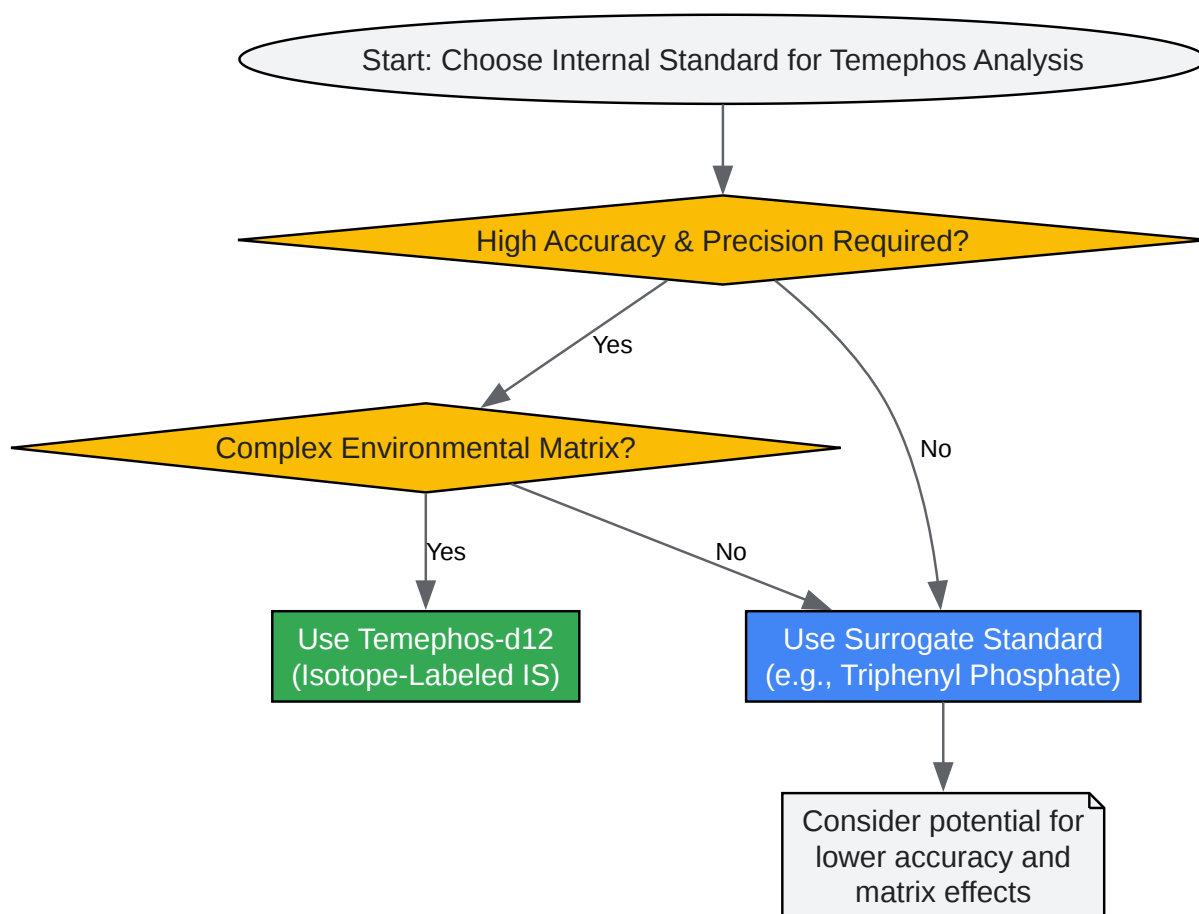 Start: Choose Internal Standard for Temephos Analysis
High Accuracy & Precision Required?
Yes
Complex Environmental Matrix?
No
Yes
No
Use Temephos-d12
(Isotope-Labeled IS)
Use Surrogate Standard
(e.g., Triphenyl Phosphate)
Consider potential for
lower accuracy and
matrix effects